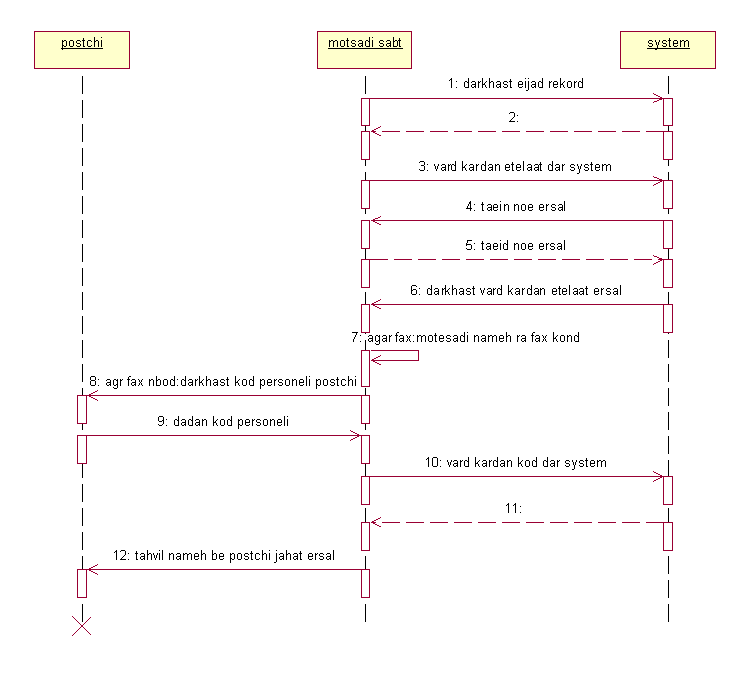 postchi
motsadi sabt
system
1: darkhast eijad rekord
2:
3: vard kardan etelaat dar system
4: taein noe ersal
5: taeid noe ersal
6: darkhast vard kardan etelaat ersal
7: agar fax:motesadi nameh ra fax kond
8: agr fax nbod:darkhast kod personeli postchi
9: dadan kod personeli
10: vard kardan kod dar system
11:
12: tahvil nameh be postchi jahat ersal